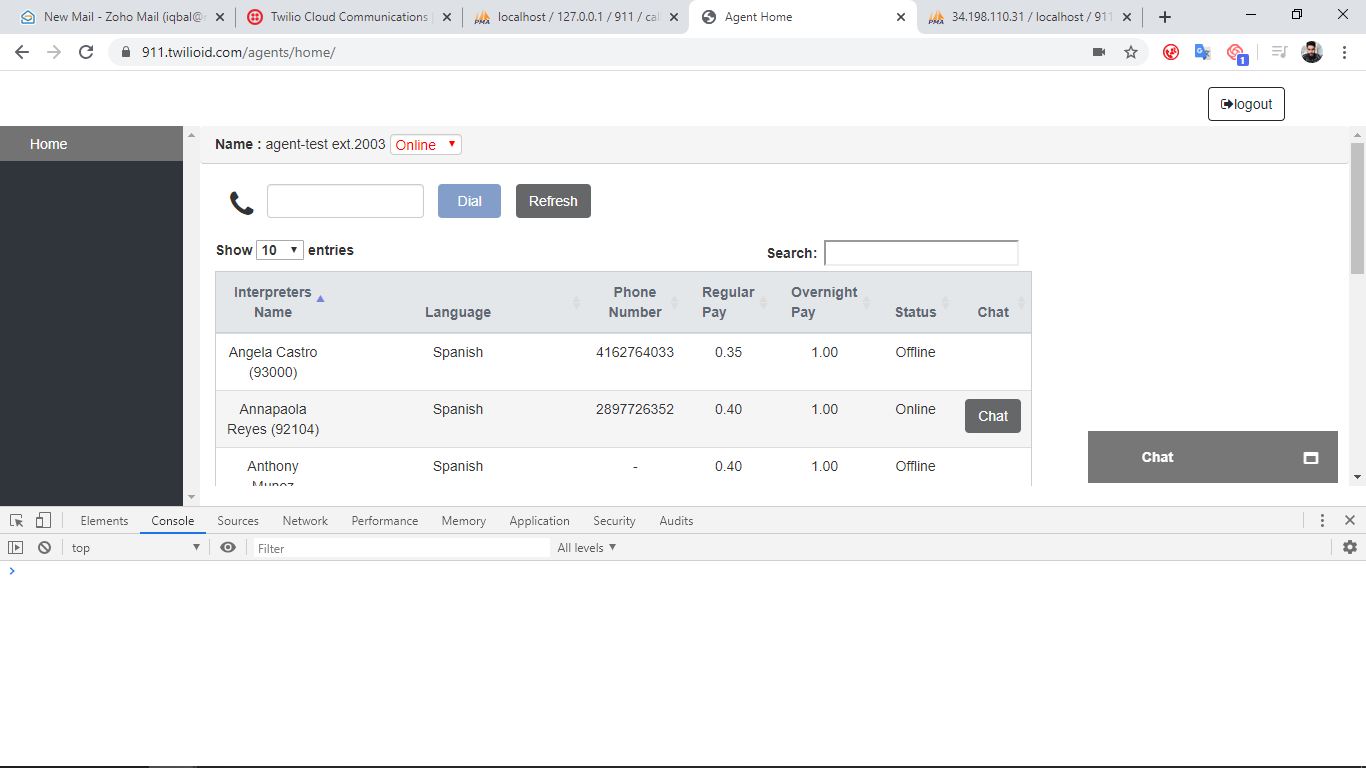 New Mail - Zoho Mail (iqbal@
Twilio Cloud Communications
localhost / 127.0.0.1 / 911 / cal
Agent Home
34.198.110.31 / localhost / 911
911.twilioid.com/agents/home/
1
logout
Home
Name : agent-test ext.2003 Online
Dial
Refresh
Show 10 entries
Search:
Interpreters Name
Language
Phone Number
Regular Pay
Overnight Pay
Status
Chat
Angela Castro (93000)
Spanish
4162764033
0.35
1.00
Offline
Annapaola Reyes (92104)
Spanish
2897726352
0.40
1.00
Online
Chat
Anthony
Spanish
-
0.40
1.00
Offline
Chat
Elements
Console
Sources
Network
Performance
Memory
Application
Security
Audits
top
Filter
All levels